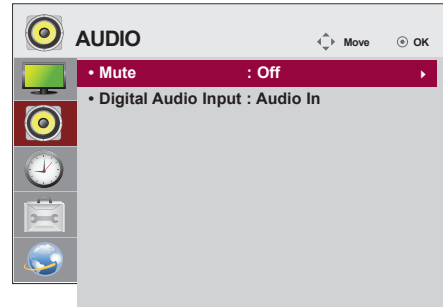 AUDIO Move OK
• Mute : Off
• Digital Audio Input : Audio In